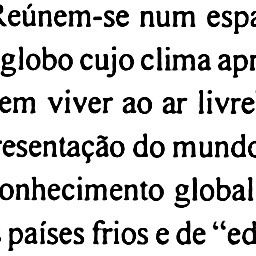 Reúnem-se num espa
globo cujo clima apr
em viver ao ar livre
resentação do mundo
onhecimento global
países frios e de “ed